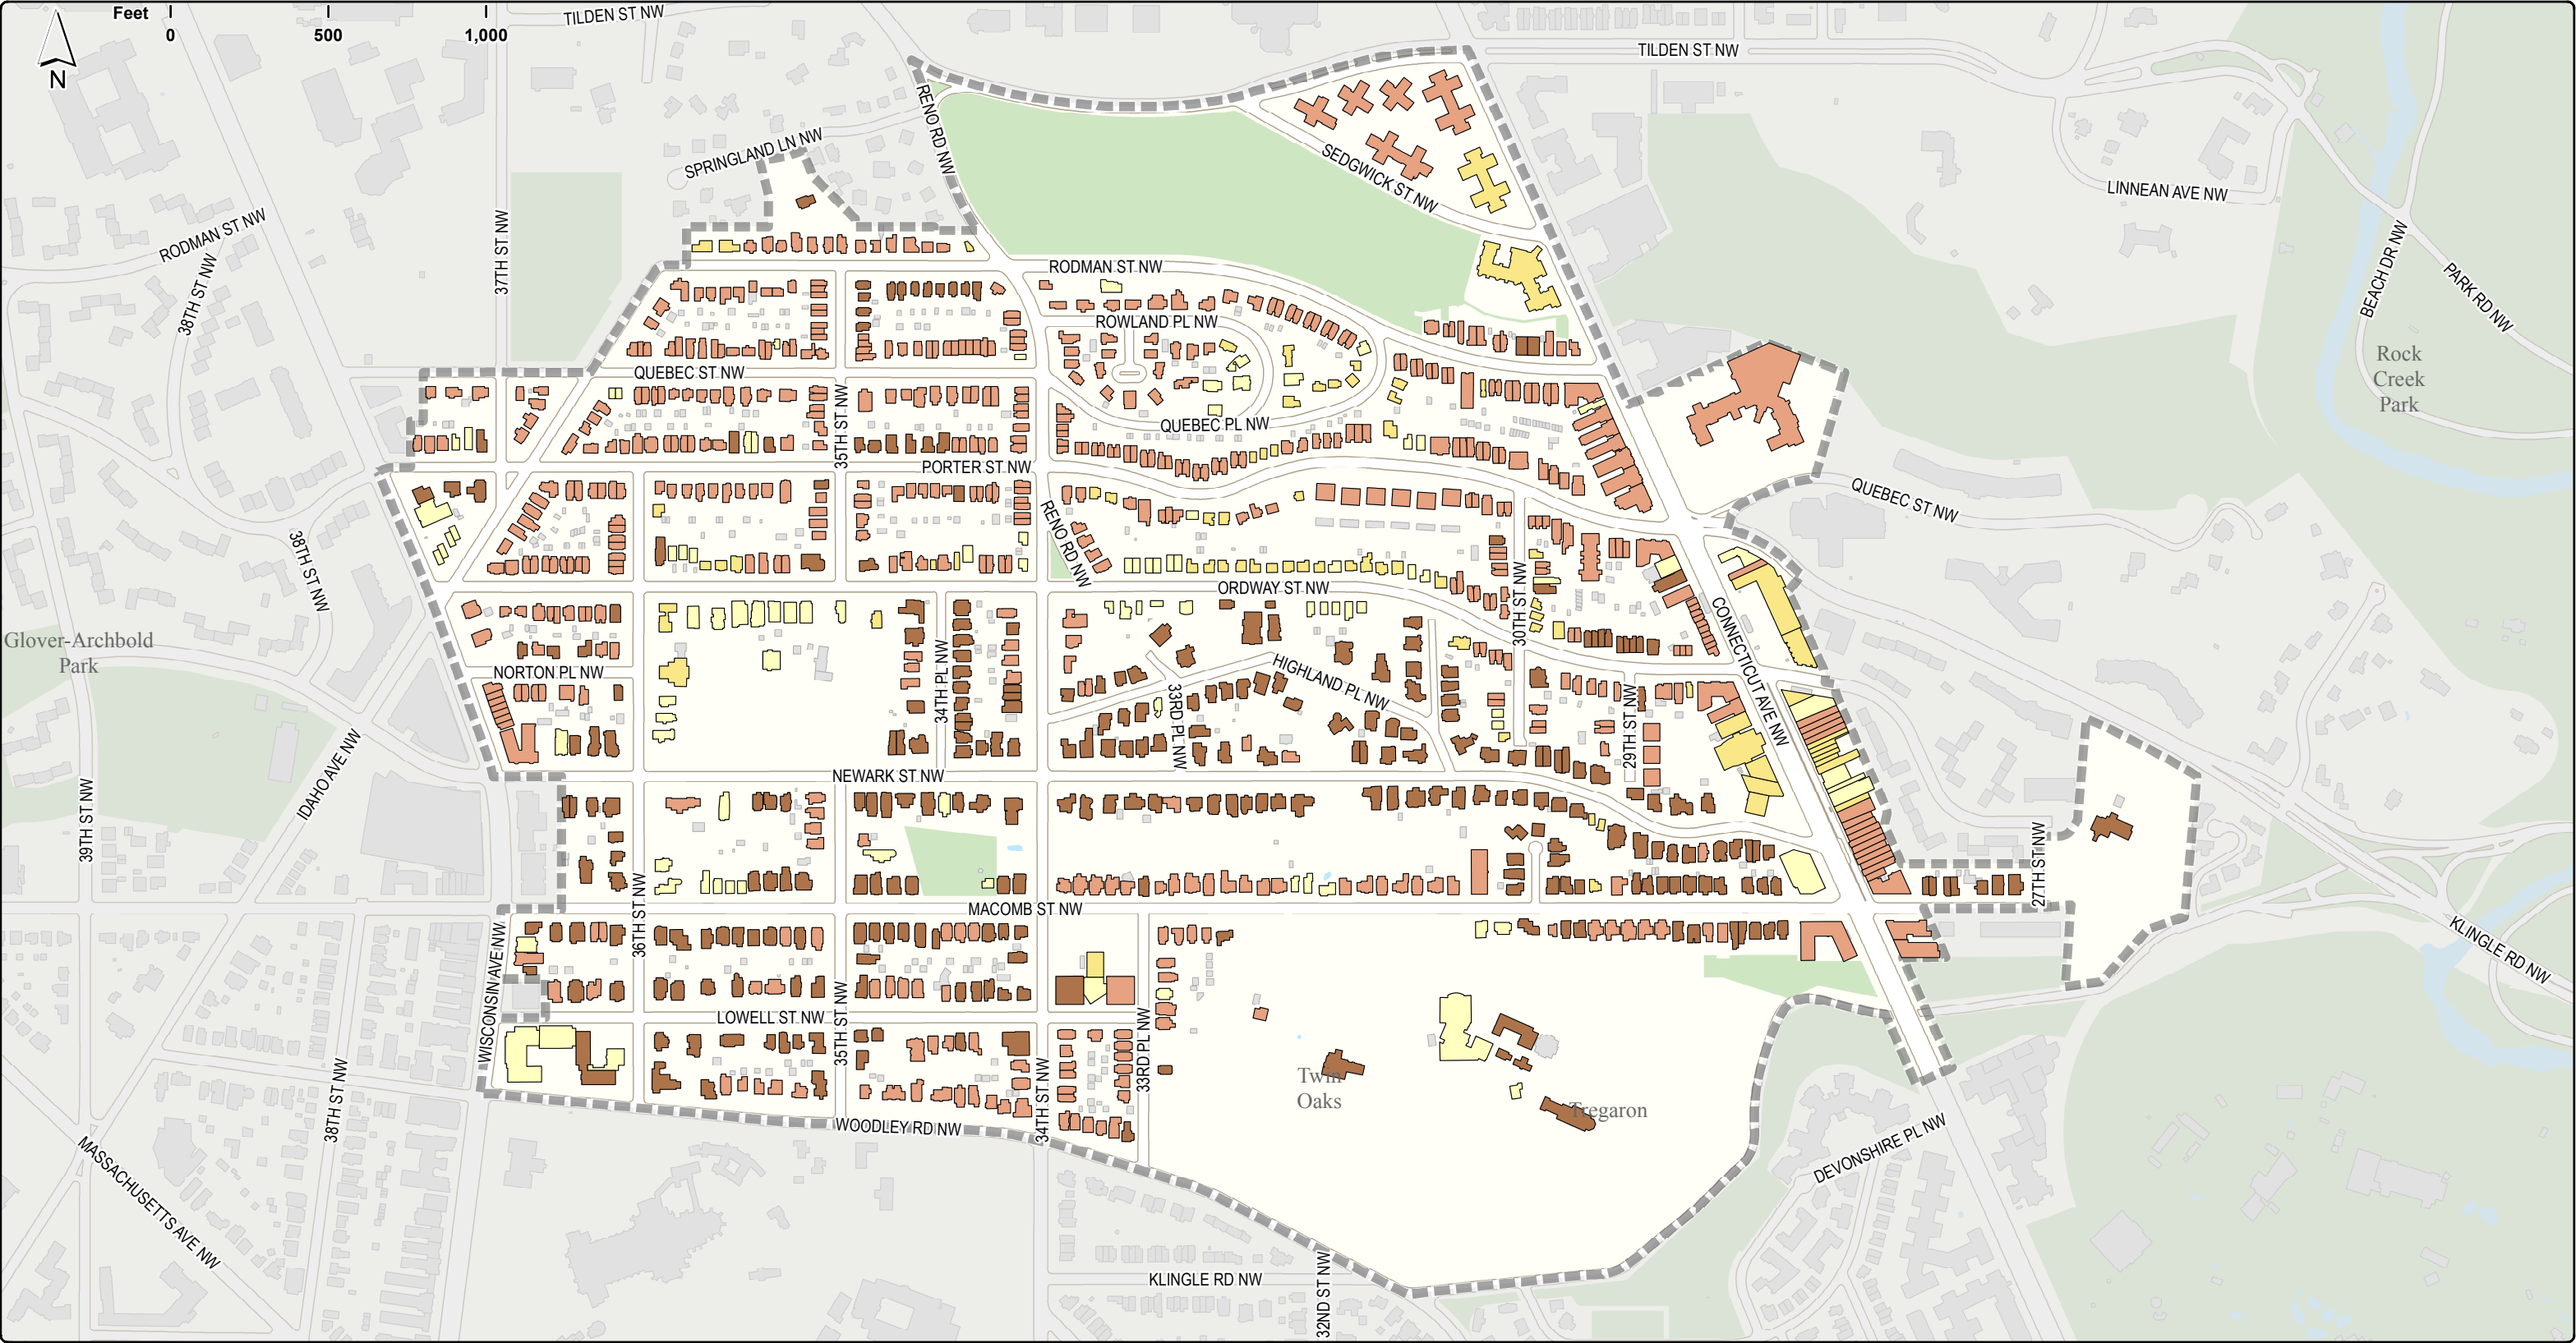 Feet
0
500
1,000
N
TILDEN ST NW
TILDEN ST NW
RENO RD NW
SPRINGLAND LN NW
SEDGWICK ST NW
LINNEAN AVE NW
RODMAN ST NW
38TH ST NW
37TH ST NW
RODMAN ST NW
BEACH DR NW
PARK RD NW
ROWLAND PL NW
Rock
Creek
Park
QUEBEC ST NW
35TH ST NW
QUEBEC PL NW
PORTER ST NW
QUEBEC ST NW
38TH ST NW
RENO RD NW
ORDWAY ST NW
30TH ST NW
CONNECTICUT AVE NW
Glover-Archbold
Park
NORTON PL NW
34TH PL NW
HIGHLAND PL NW
33RD PL NW
29TH ST NW
IDAHO AVE NW
39TH ST NW
NEWARK ST NW
27TH ST NW
36TH ST NW
MACOMB ST NW
WISCONSIN AVE NW
KLINGLE RD NW
LOWELL ST NW
35TH ST NW
33RD PL NW
34TH ST NW
38TH ST NW
Twin
Oaks
Tregaron
WOODLEY RD NW
MASSACHUSETTS AVE NW
DEVONSHIRE PL NW
KLINGLE RD NW
32ND ST NW